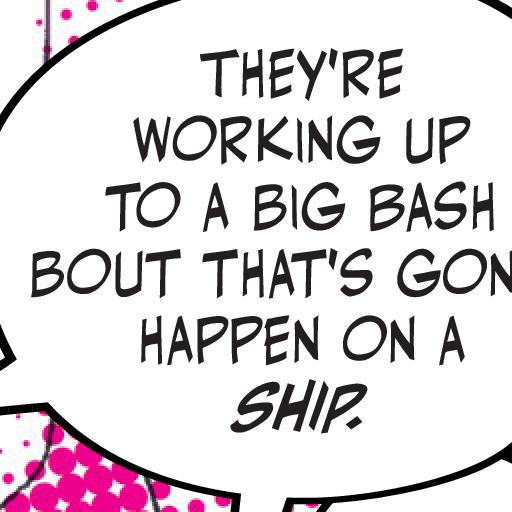 THEY'RE
WORKING UP
TO A BIG BASH
BOUT THAT'S GON
HAPPEN ON A
SHIP.